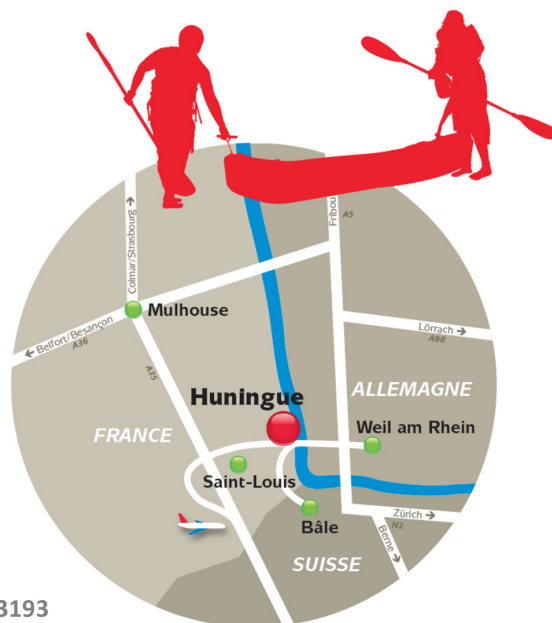 Fribou
A5
Colmar/Strasbourg
Mulhouse
Belfort/Besançon
A36
A35
Lörrach
A98
ALLEMAGNE
Huningue
FRANCE
Weil am Rhein
Saint-Louis
Bâle
Zürich
N2
SUISSE
Berne
3193